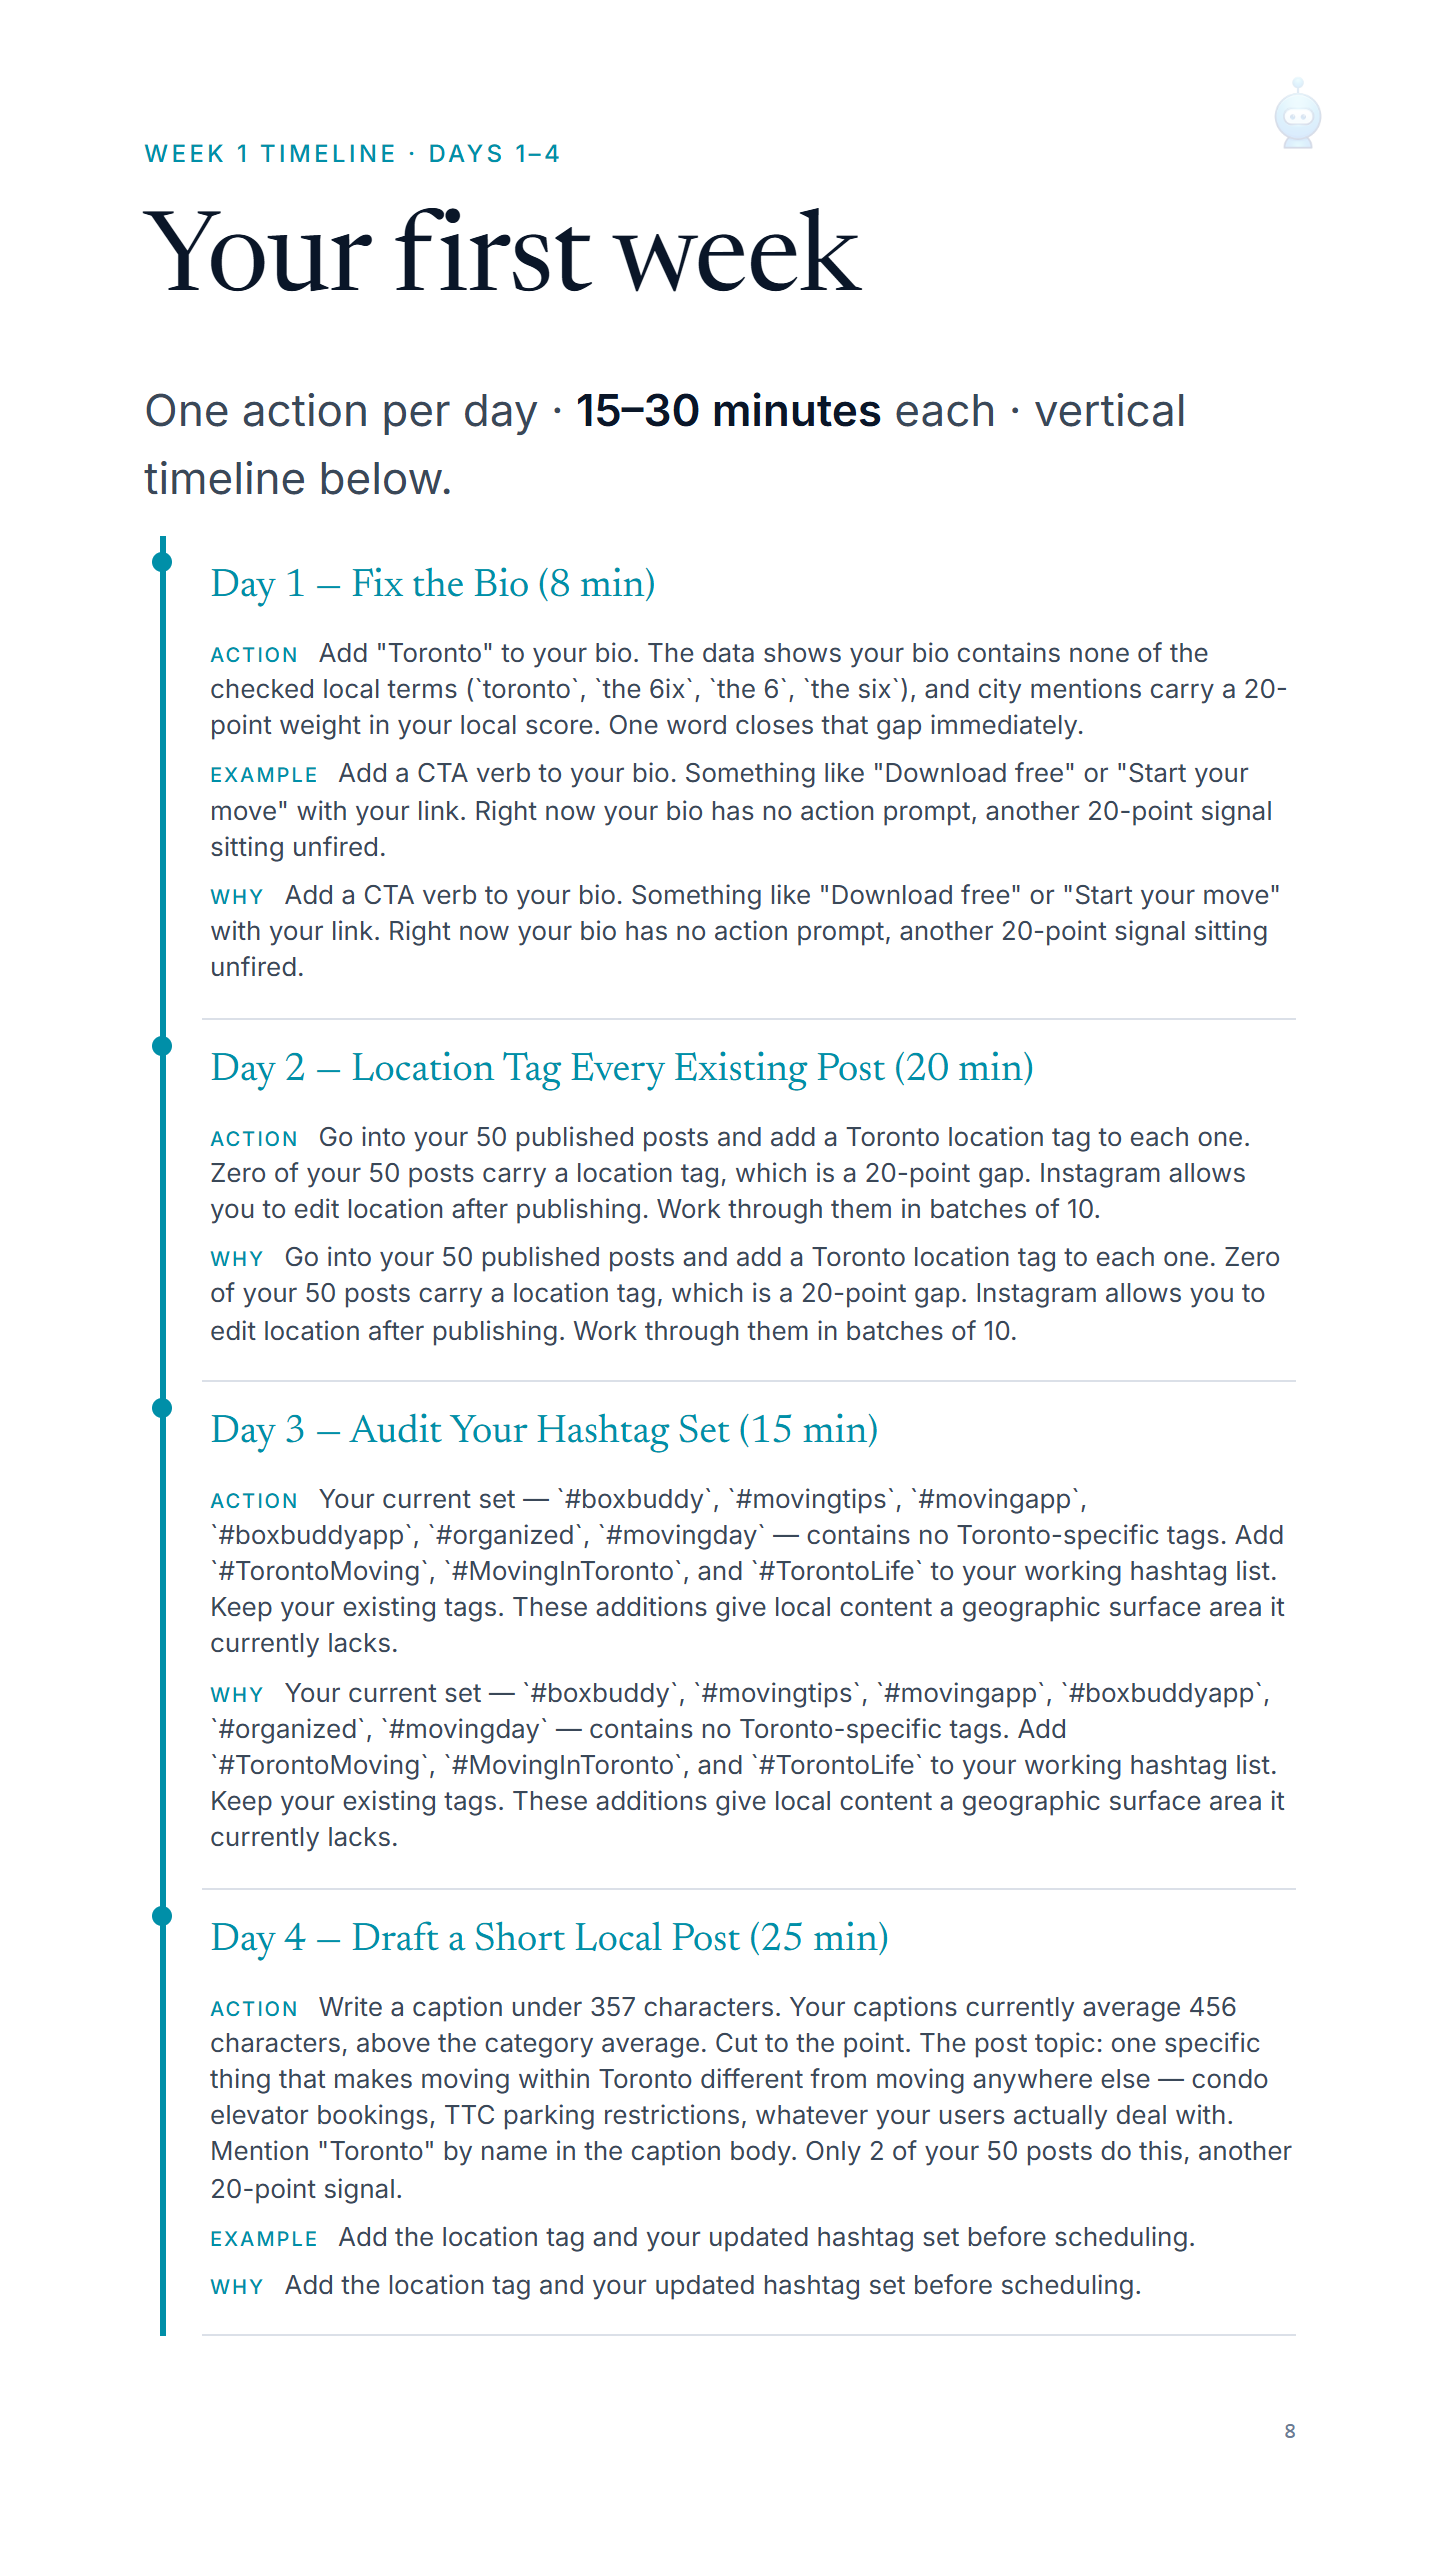 WEEK 1 TIMELINE · DAYS 1–4
Your first week
One action per day · 15–30 minutes each · vertical
timeline below.
Day 1 – Fix the Bio (8 min)
ACTION Add "Toronto" to your bio. The data shows your bio contains none of the
checked local terms (`toronto`, `the 6ix`, `the 6`, `the six`), and city mentions carry a 20-
point weight in your local score. One word closes that gap immediately.
EXAMPLE Add a CTA verb to your bio. Something like "Download free" or "Start your
move" with your link. Right now your bio has no action prompt, another 20-point signal
sitting unfired.
WHY Add a CTA verb to your bio. Something like "Download free" or "Start your move"
with your link. Right now your bio has no action prompt, another 20-point signal sitting
unfired.
Day 2 – Location Tag Every Existing Post (20 min)
ACTION Go into your 50 published posts and add a Toronto location tag to each one.
Zero of your 50 posts carry a location tag, which is a 20-point gap. Instagram allows
you to edit location after publishing. Work through them in batches of 10.
WHY Go into your 50 published posts and add a Toronto location tag to each one. Zero
of your 50 posts carry a location tag, which is a 20-point gap. Instagram allows you to
edit location after publishing. Work through them in batches of 10.
Day 3 – Audit Your Hashtag Set (15 min)
ACTION Your current set — `#boxbuddy`, `#movingtips`, `#movingapp`,
`#boxbuddyapp`, `#organized`, `#movingday` — contains no Toronto-specific tags. Add
`#TorontoMoving`, `#MovingInToronto`, and `#TorontoLife` to your working hashtag list.
Keep your existing tags. These additions give local content a geographic surface area it
currently lacks.
WHY Your current set — `#boxbuddy`, `#movingtips`, `#movingapp`, `#boxbuddyapp`,
`#organized`, `#movingday` — contains no Toronto-specific tags. Add
`#TorontoMoving`, `#MovingInToronto`, and `#TorontoLife` to your working hashtag list.
Keep your existing tags. These additions give local content a geographic surface area it
currently lacks.
Day 4 – Draft a Short Local Post (25 min)
ACTION Write a caption under 357 characters. Your captions currently average 456
characters, above the category average. Cut to the point. The post topic: one specific
thing that makes moving within Toronto different from moving anywhere else — condo
elevator bookings, TTC parking restrictions, whatever your users actually deal with.
Mention "Toronto" by name in the caption body. Only 2 of your 50 posts do this, another
20-point signal.
EXAMPLE Add the location tag and your updated hashtag set before scheduling.
WHY Add the location tag and your updated hashtag set before scheduling.
8